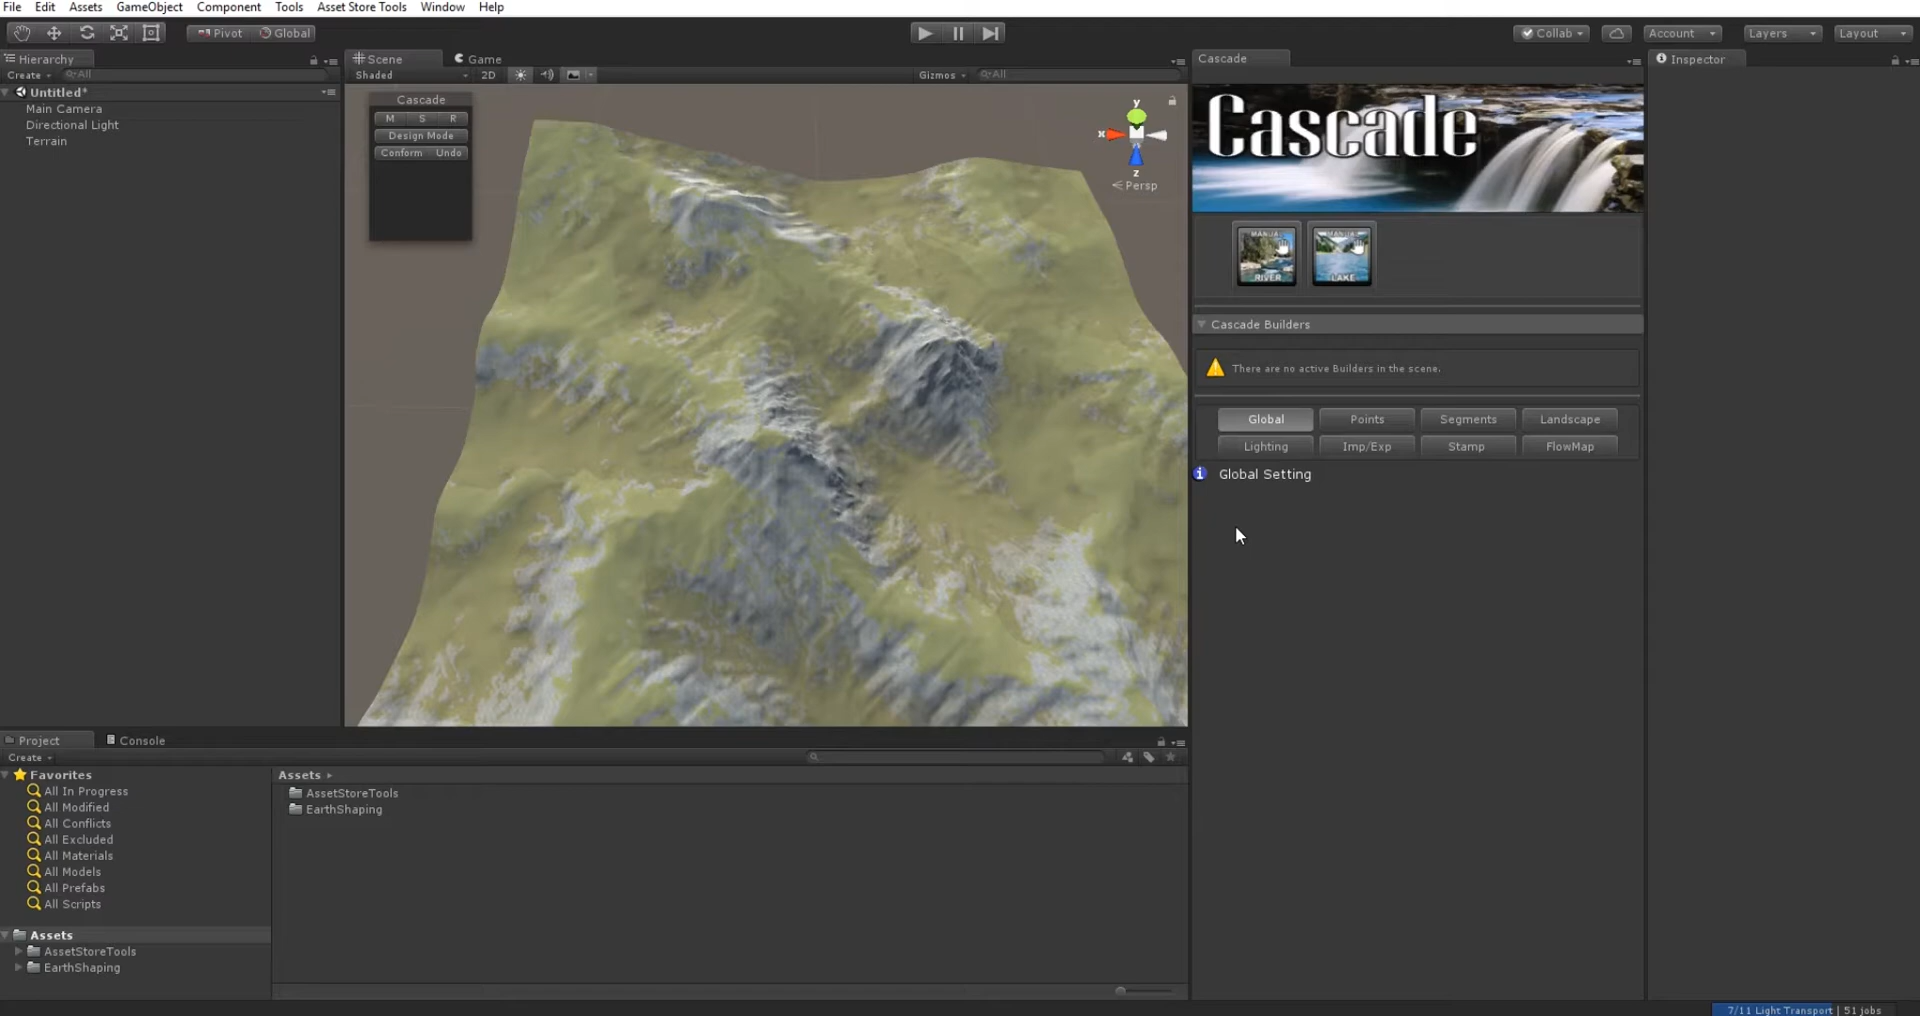 File Edit Assets GameObject Component Tools Asset Store Tools Window Help
Pivot Global Collab Account Layers Layout
Hierarchy
Create All
Untitled*
Main Camera
Directional Light
Terrain
Scene Game
Shaded 2D Gizmos All
Cascade
M S R
Design Mode
Conform Undo
y
x
z
Persp
Cascade
Cascade
MANUAL RIVER
MANUAL LAKE
Cascade Builders
There are no active Builders in the scene.
Global Points Segments Landscape
Lighting Imp/Exp Stamp FlowMap
Global Setting
Inspector
Project Console
Create
Favorites
All In Progress
All Modified
All Conflicts
All Excluded
All Materials
All Models
All Prefabs
All Scripts
Assets
AssetStoreTools
EarthShaping
Assets
AssetStoreTools
EarthShaping
7/11 Light Transport | 51 jobs